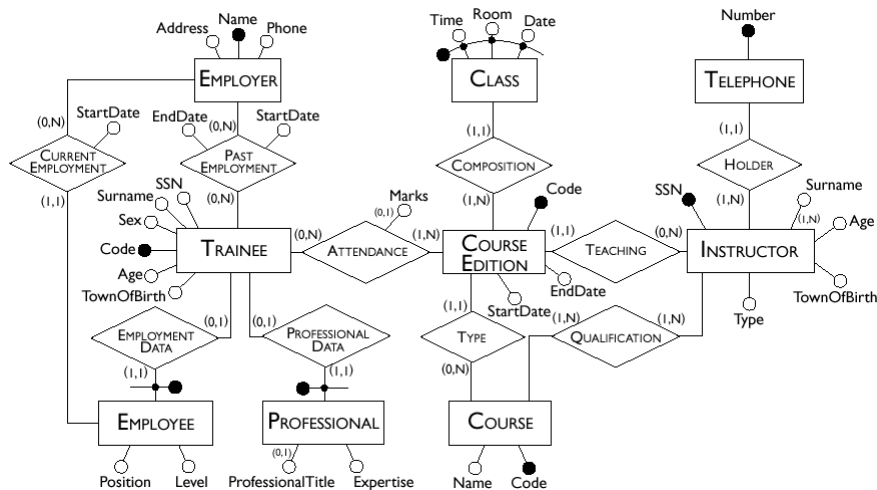 Time Room Date
Address Name Phone
Number
EMPLOYER
CLASS
TELEPHONE
(0,N)
EndDate StartDate
StartDate
(0,N)
(1,1)
(1,1)
CURRENT
EMPLOYMENT
PAST
EMPLOYMENT
COMPOSITION
HOLDER
(1,1)
(0,N)
SSN
Surname
Marks
(0,1)
(1,N)
Code
SSN
(1,N)
Surname
(1,N)
Age
Sex
Code
Age
TownOfBirth
TRAINEE
(0,N)
ATTENDANCE
(1,N)
COURSE
EDITION
(1,1)
TEACHING
(0,N)
INSTRUCTOR
TownOfBirth
EndDate
StartDate
Type
EMPLOYMENT
DATA
(0,1)
(0,1)
PROFESSIONAL
DATA
(1,1)
TYPE
(1,N)
QUALIFICATION
(1,N)
(1,1)
(1,1)
(0,N)
EMPLOYEE
PROFESSIONAL
COURSE
Position Level
(0,1)
ProfessionalTitle Expertise
Name Code